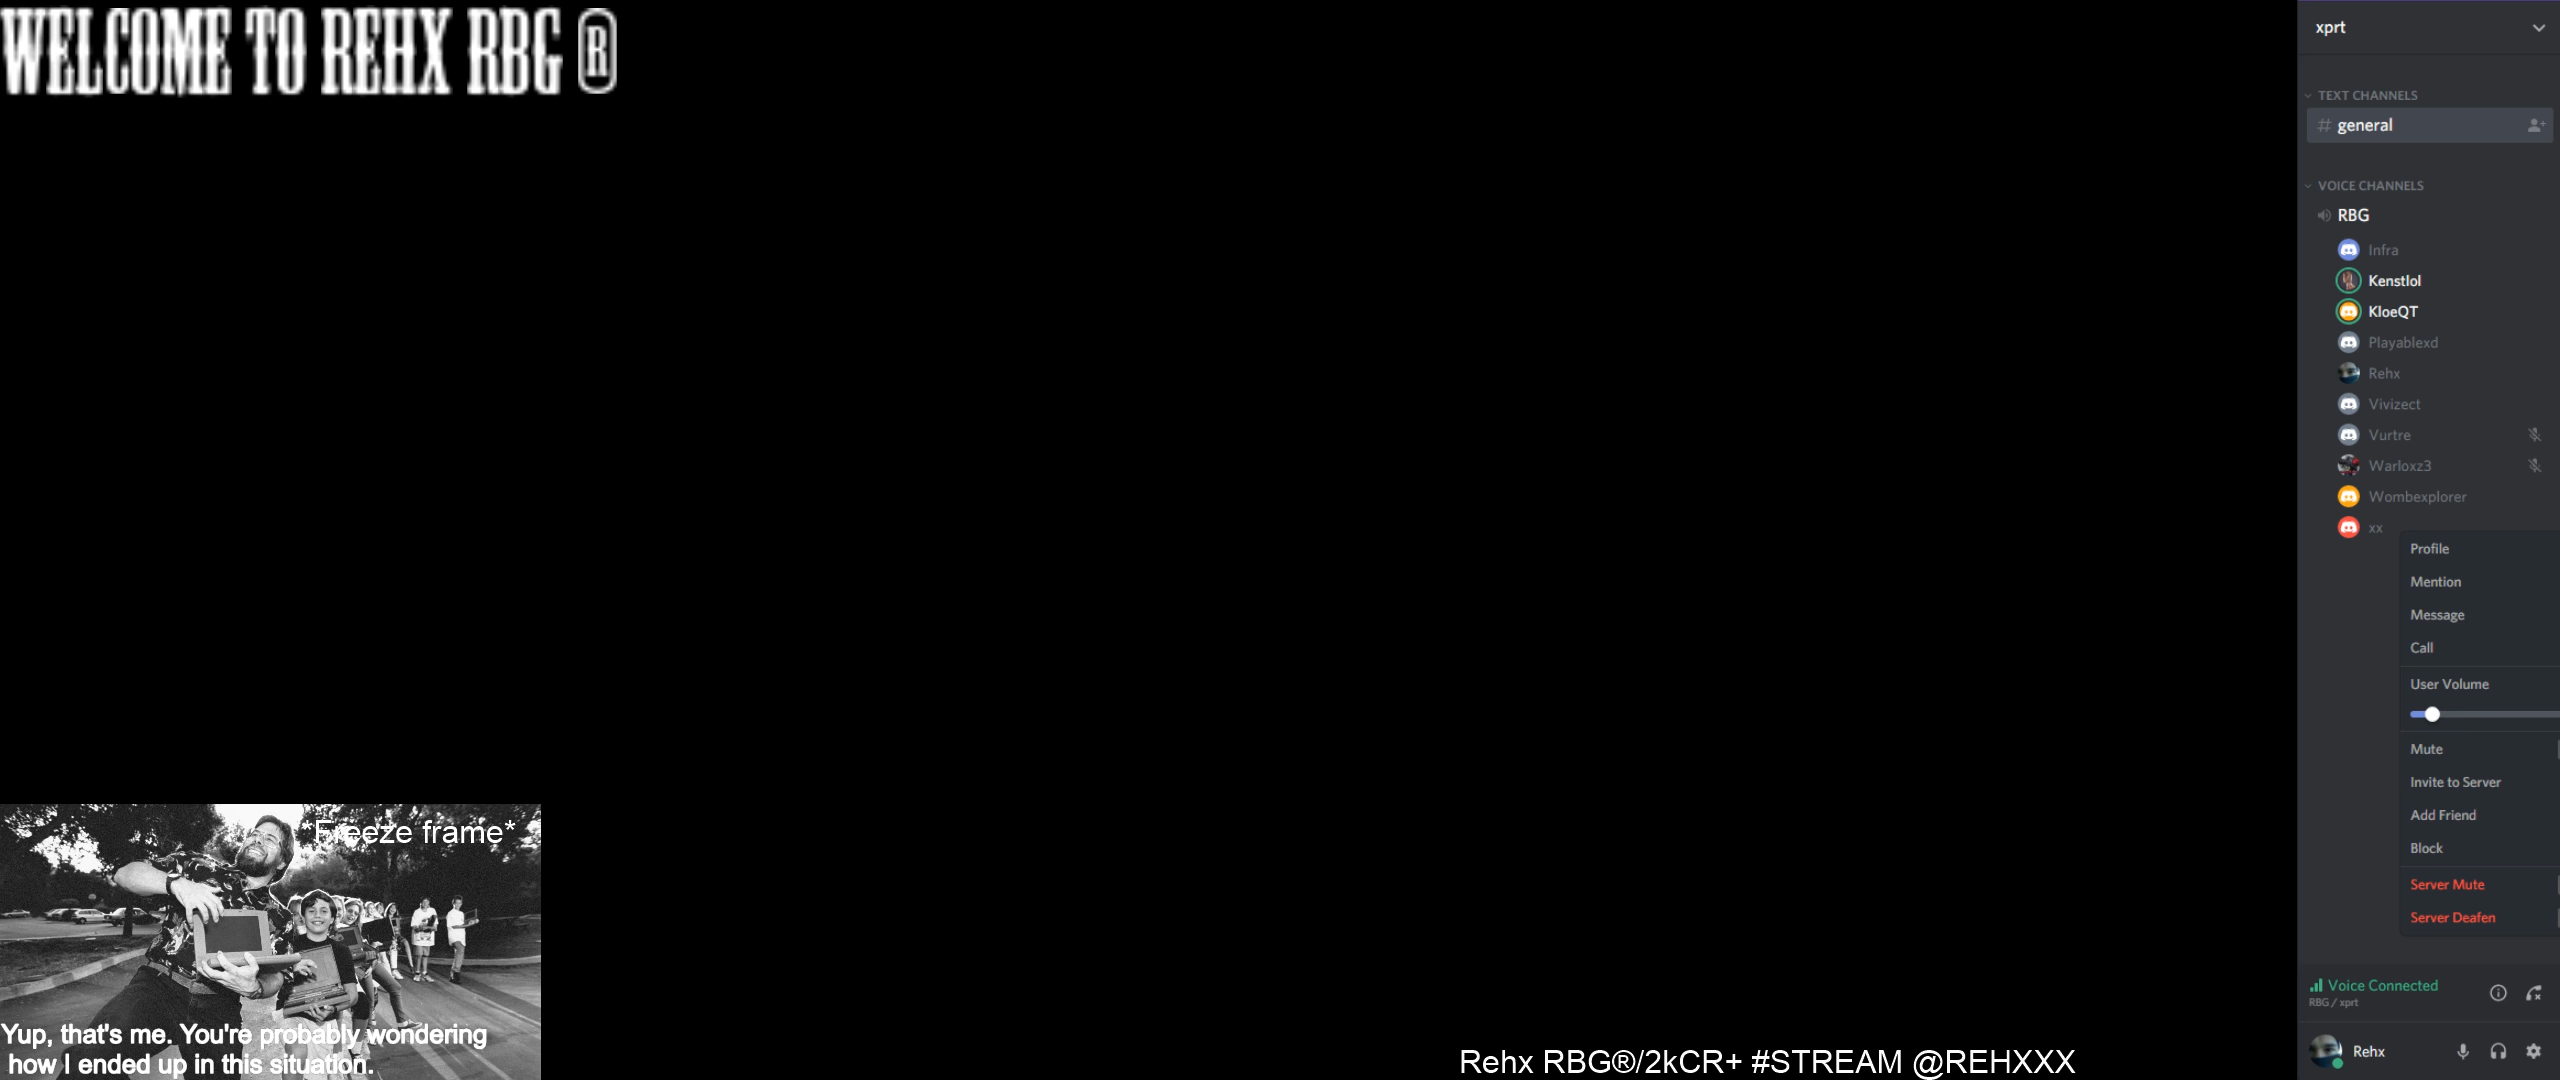 WELCOME TO REHX RBG ®
*Freeze frame*
Yup, that's me. You're probably wondering
how I ended up in this situation.
Rehx RBG®/2kCR+ #STREAM @REHXXX
xprt
TEXT CHANNELS
# general
VOICE CHANNELS
RBG
Infra
Kenstlol
KloeQT
Playablexd
Rehx
Vivizect
Vurtre
Warloxz3
Wombexplorer
xx
Profile
Mention
Message
Call
User Volume
Mute
Invite to Server
Add Friend
Block
Server Mute
Server Deafen
Voice Connected
RBG / xprt
Rehx